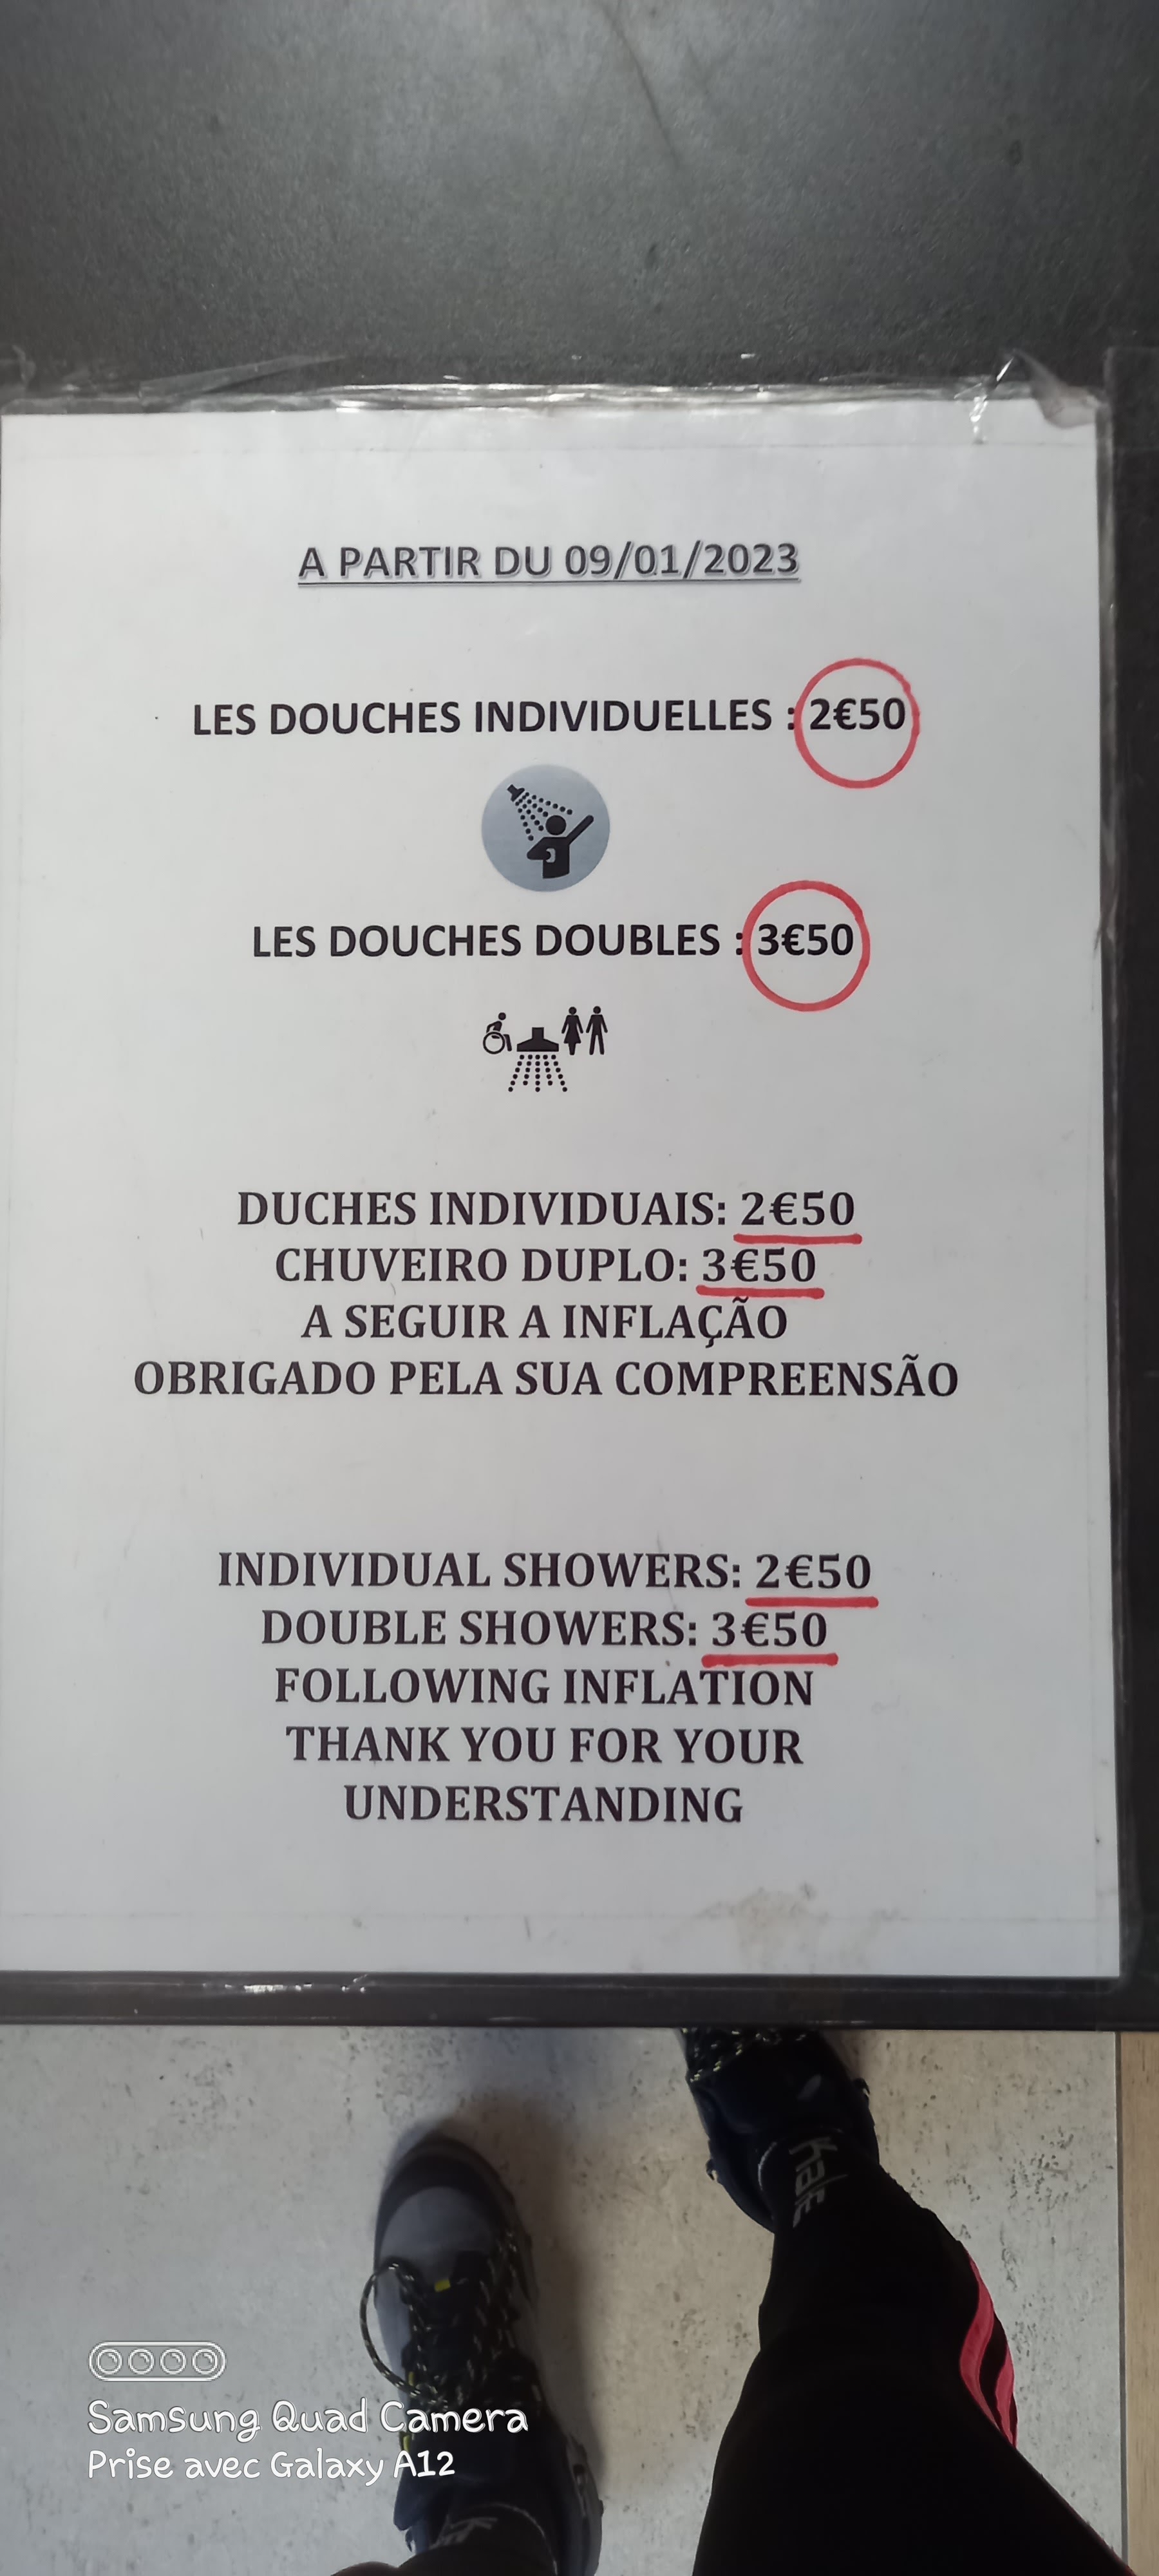 A PARTIR DU 09/01/2023
LES DOUCHES INDIVIDUELLES : 2€50
LES DOUCHES DOUBLES : 3€50
DUCHES INDIVIDUAIS: 2€50
CHUVEIRO DUPLO: 3€50
A SEGUIR A INFLAÇÃO
OBRIGADO PELA SUA COMPREENSÃO
INDIVIDUAL SHOWERS: 2€50
DOUBLE SHOWERS: 3€50
FOLLOWING INFLATION
THANK YOU FOR YOUR
UNDERSTANDING
Samsung Quad Camera
Prise avec Galaxy A12